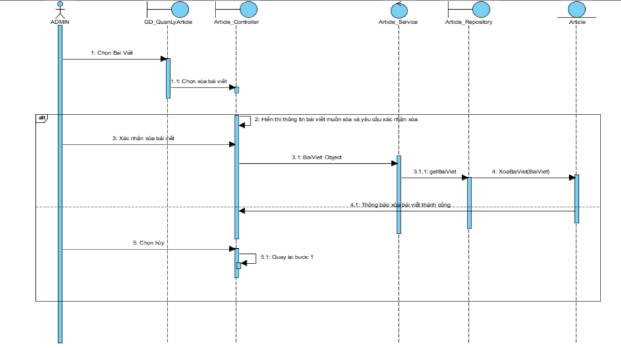 ADMIN
GD_QuanLyArticle
Article_Controller
Article_Service
Article_Repository
Article
1: Chọn Bài Viết
1.1: Chọn xóa bài viết
alt
2: Hiển thị thông tin bài viết muốn xóa và yêu cầu xác nhận xóa
3: Xác nhận xóa bài viết
3.1: BaiViet: Object
3.1.1: getBaiViet
4: XoaBaiViet(BaiViet)
4.1: Thông báo xóa bài viết thành công
5: Chọn hủy
5.1: Quay lại bước 1